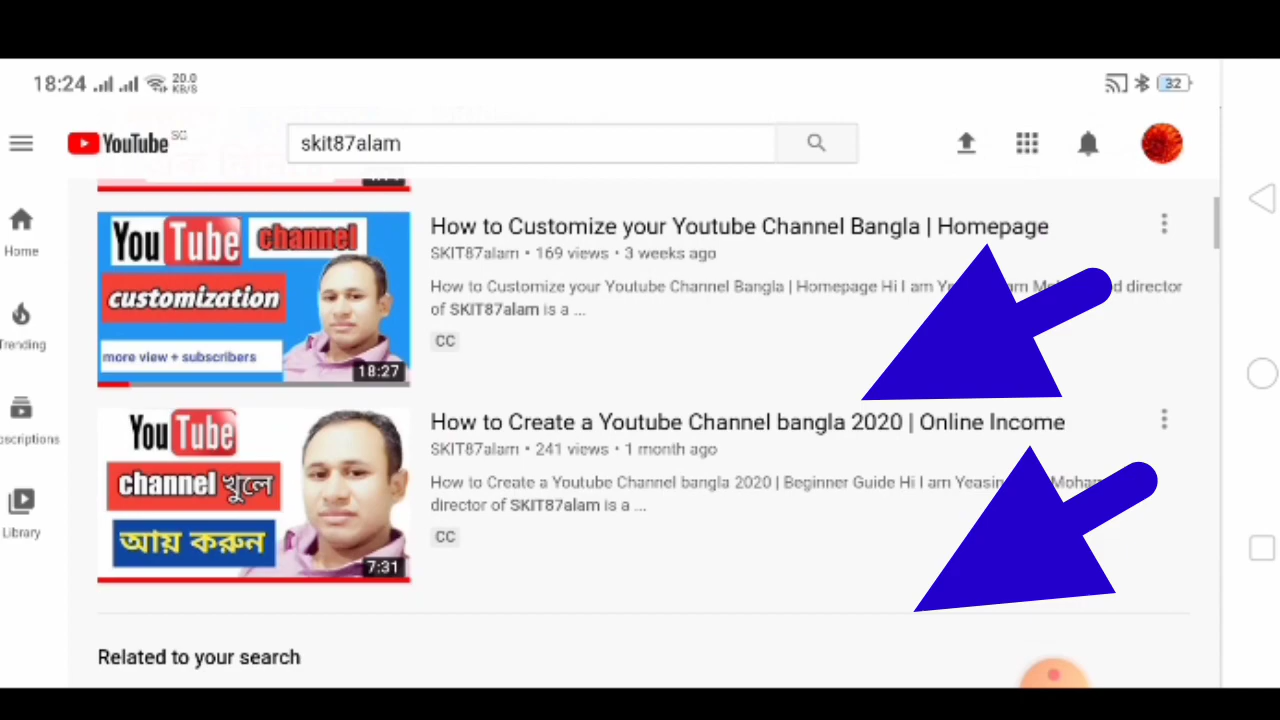 18:24
20.0
KB/S
32
YouTube SG
skit87alam
Home
Trending
Library
YouTube channel
customization
more view + subscribers
18:27
How to Customize your Youtube Channel Bangla | Homepage
SKIT87alam • 169 views • 3 weeks ago
How to Customize your Youtube Channel Bangla | Homepage Hi I am director
of SKIT87alam is a ...
CC
YouTube
channel খুলে
আয় করুন
7:31
How to Create a Youtube Channel bangla 2020 | Online Income
SKIT87alam • 241 views • 1 month ago
How to Create a Youtube Channel bangla 2020 | Beginner Guide Hi I am
director of SKIT87alam is a ...
CC
Related to your search